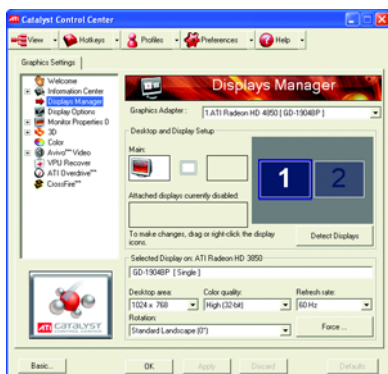 Catalyst Control Center
View Hotkeys Profiles Preferences Help
Graphics Settings
Welcome
Information Center
Displays Manager
Display Options
Monitor Properties 0
3D
Color
Avivo™ Video
VPU Recover
ATI Overdrive™
CrossFire™
Displays Manager
Graphics Adapter : 1.ATI Radeon HD 4850 [ GD-1904BP ]
Desktop and Display Setup
Main:
1 2
Attached displays currently disabled.
To make changes, drag or right-click the display icons.
Detect Displays
Selected Display on: ATI Radeon HD 3850
GD-1904BP [ Single ]
Desktop area: Color quality: Refresh rate:
1024 x 768 High (32-bit) 60 Hz
Rotation:
Standard Landscape (0°) Force ...
ATI CATALYST
CONTROL CENTER
Basic... OK Apply Discard Defaults